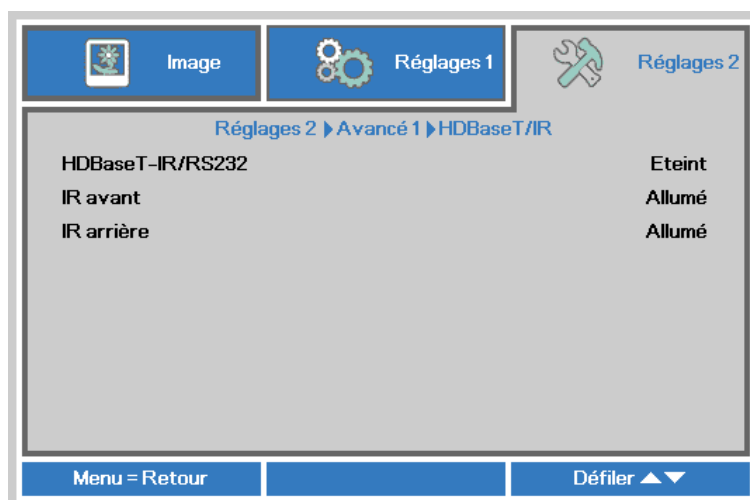 Image
Réglages 1
Réglages 2
Réglages 2 ▶ Avancé 1 ▶ HDBaseT/IR
HDBaseT-IR/RS232 Eteint
IR avant Allumé
IR arrière Allumé
Menu = Retour
Défiler ▲▼